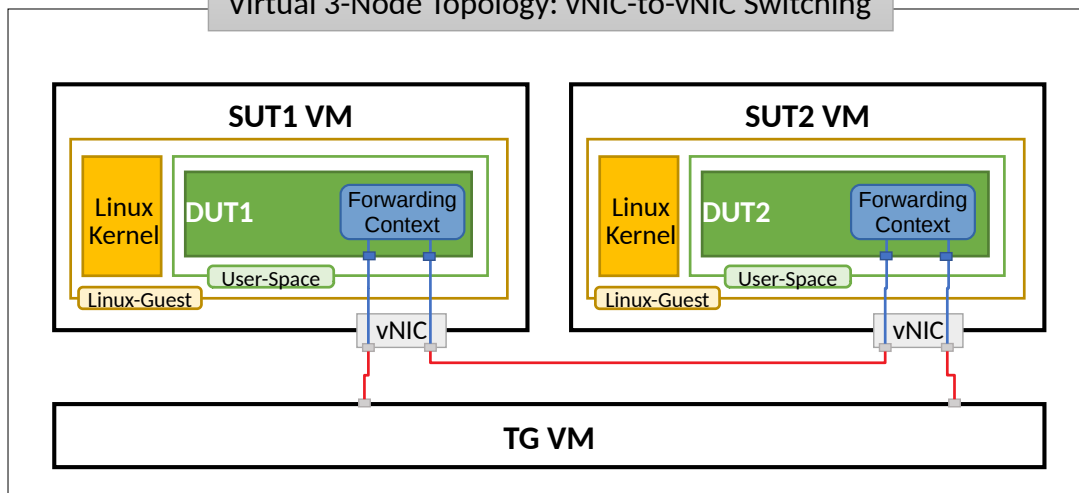 Virtual 3-Node Topology: vNIC-to-vNIC Switching
SUT1 VM
Linux
Kernel
DUT1
Forwarding
Context
User-Space
Linux-Guest
vNIC
SUT2 VM
Linux
Kernel
DUT2
Forwarding
Context
User-Space
Linux-Guest
vNIC
TG VM